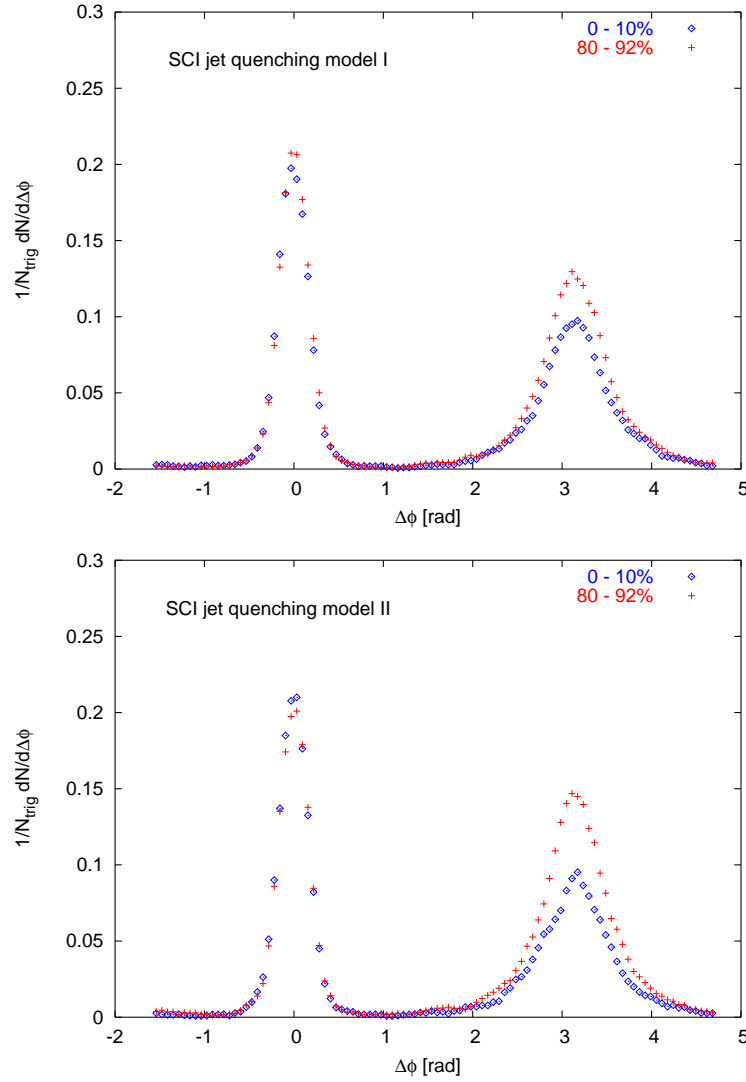 0.3
0 - 10%
SCI jet quenching model I
80 - 92%
0.25
0.2
0.15
0.1
0.05
0
1/N_trig dN/dΔϕ
-2 -1 0 1 2 3 4 5
Δϕ [rad]
0.3
0 - 10%
80 - 92%
SCI jet quenching model II
0.25
0.2
0.15
0.1
0.05
0
1/N_trig dN/dΔϕ
-2 -1 0 1 2 3 4 5
Δϕ [rad]